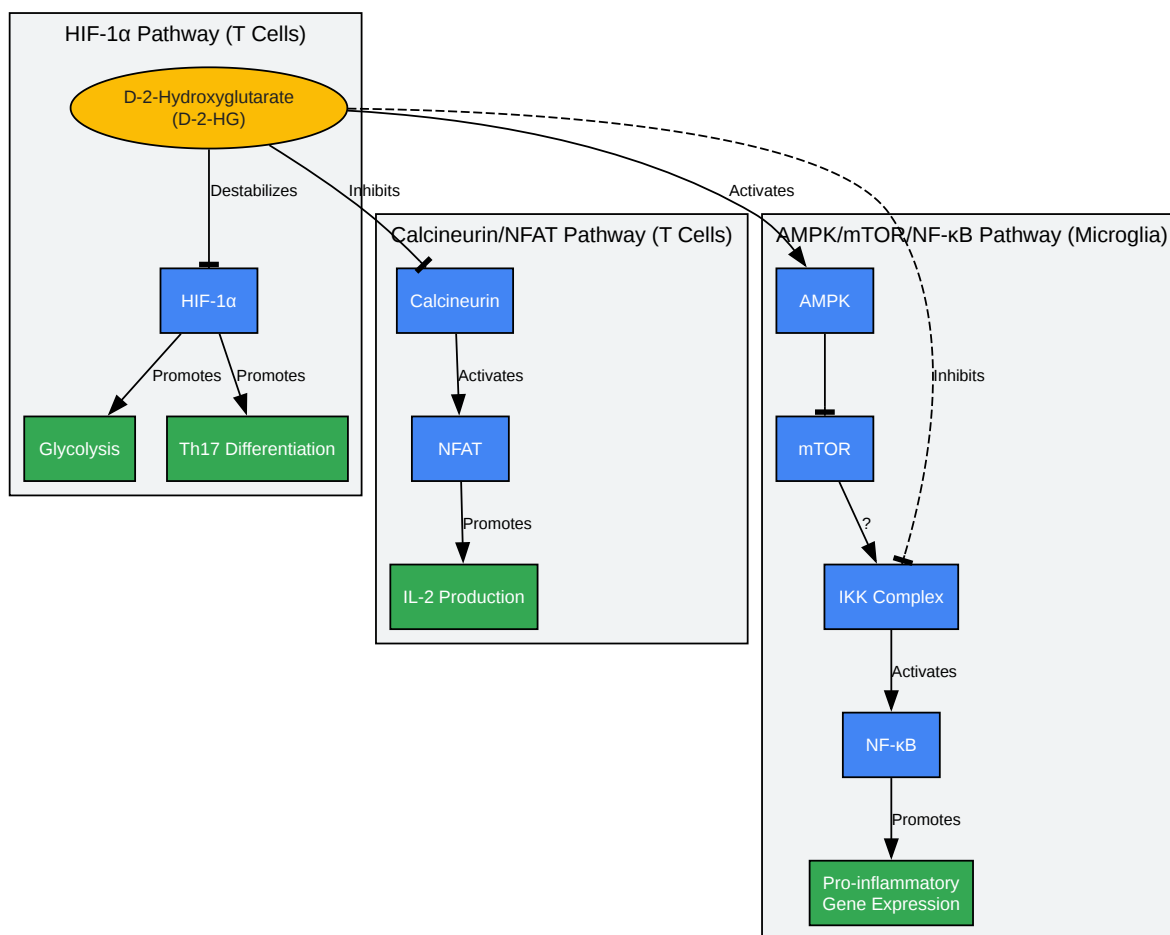 HIF-1α Pathway (T Cells)
D-2-Hydroxyglutarate
(D-2-HG)
Destabilizes
Inhibits
Activates
Calcineurin/NFAT Pathway (T Cells)
AMPK/mTOR/NF-κB Pathway (Microglia)
HIF-1α
Calcineurin
AMPK
Promotes
Promotes
Activates
Inhibits
Glycolysis
Th17 Differentiation
NFAT
mTOR
Promotes
?
IL-2 Production
IKK Complex
Activates
NF-κB
Promotes
Pro-inflammatory
Gene Expression